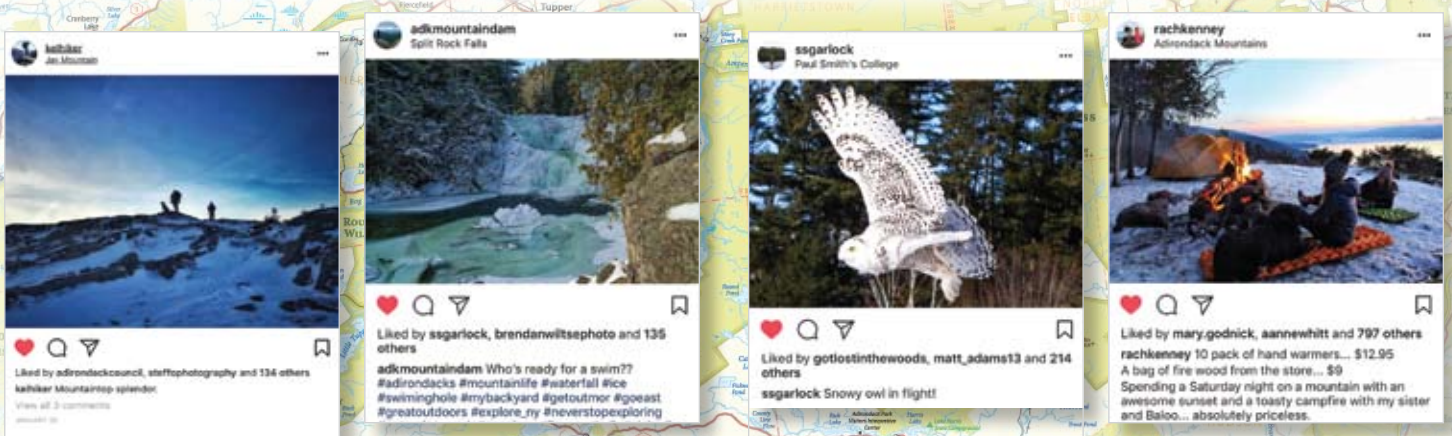 kelhiker
Jay Mountain
Liked by adirondackcouncil, steffophotography and 134 others
kelhiker Mountaintop splendor.
View all 3 comments
adkmountaindam
Split Rock Falls
Liked by ssgarlock, brendanwiltsephoto and 135
others
adkmountaindam Who's ready for a swim??
#adirondacks #mountainlife #waterfall #ice
#swiminghole #mybackyard #getoutmor #goeast
#greatoutdoors #explore_ny #neverstopexploring
ssgarlock
Paul Smith's College
Liked by gotlostinthewoods, matt_adams13 and 214
others
ssgarlock Snowy owl in flight!
rachkenney
Adirondack Mountains
Liked by mary.godnick, aannewhitt and 797 others
rachkenney 10 pack of hand warmers... $12.95
A bag of fire wood from the store... $9
Spending a Saturday night on a mountain with an
awesome sunset and a toasty campfire with my sister
and Baloo... absolutely priceless.
Cranberry
Lake
Tupper